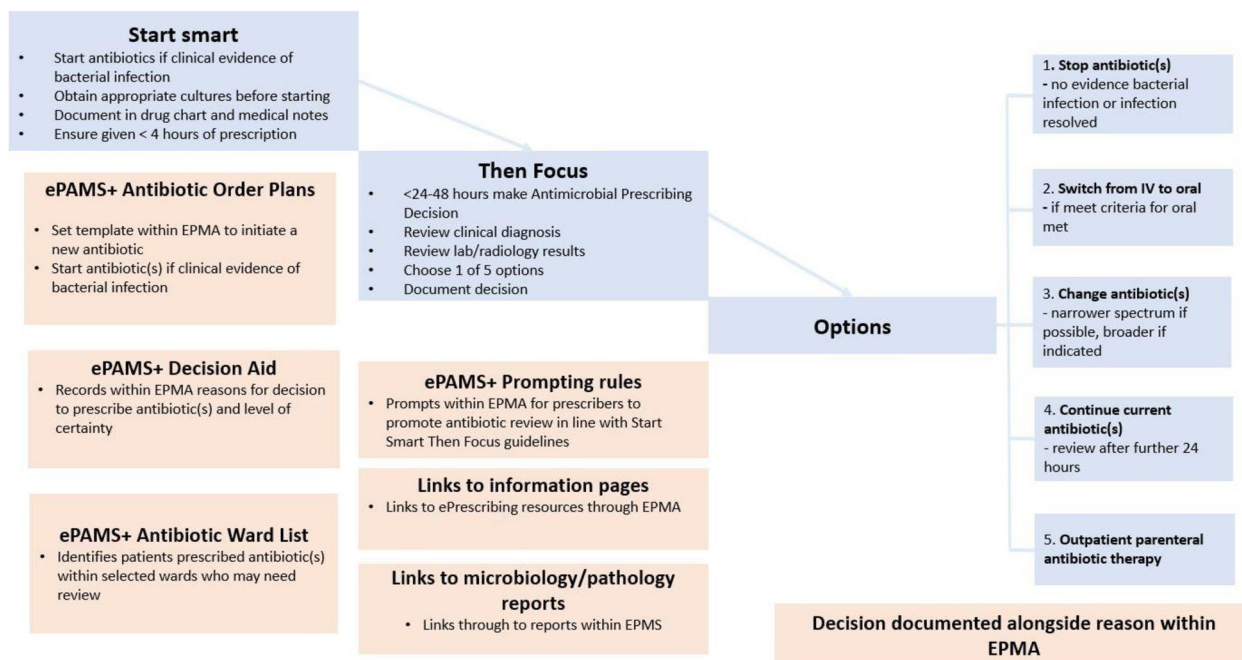 Start smart
• Start antibiotics if clinical evidence of
bacterial infection
• Obtain appropriate cultures before starting
• Document in drug chart and medical notes
• Ensure given < 4 hours of prescription
ePAMS+ Antibiotic Order Plans
• Set template within EPMA to initiate a
new antibiotic
• Start antibiotic(s) if clinical evidence of
bacterial infection
ePAMS+ Decision Aid
• Records within EPMA reasons for decision
to prescribe antibiotic(s) and level of
certainty
ePAMS+ Antibiotic Ward List
• Identifies patients prescribed antibiotic(s)
within selected wards who may need
review
Then Focus
• <24-48 hours make Antimicrobial Prescribing
Decision
• Review clinical diagnosis
• Review lab/radiology results
• Choose 1 of 5 options
• Document decision
ePAMS+ Prompting rules
• Prompts within EPMA for prescribers to
promote antibiotic review in line with Start
Smart Then Focus guidelines
Links to information pages
• Links to ePrescribing resources through EPMA
Links to microbiology/pathology
reports
• Links through to reports within EPMS
Options
1. Stop antibiotic(s)
- no evidence bacterial
infection or infection
resolved
2. Switch from IV to oral
- if meet criteria for oral
met
3. Change antibiotic(s)
- narrower spectrum if
possible, broader if
indicated
4. Continue current
antibiotic(s)
- review after further 24
hours
5. Outpatient parenteral
antibiotic therapy
Decision documented alongside reason within
EPMA